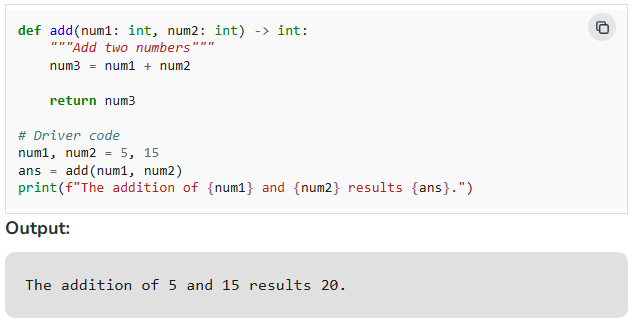 def add(num1: int, num2: int) -> int:
    """Add two numbers"""
    num3 = num1 + num2

    return num3

# Driver code
num1, num2 = 5, 15
ans = add(num1, num2)
print(f"The addition of {num1} and {num2} results {ans}.")
Output:
The addition of 5 and 15 results 20.